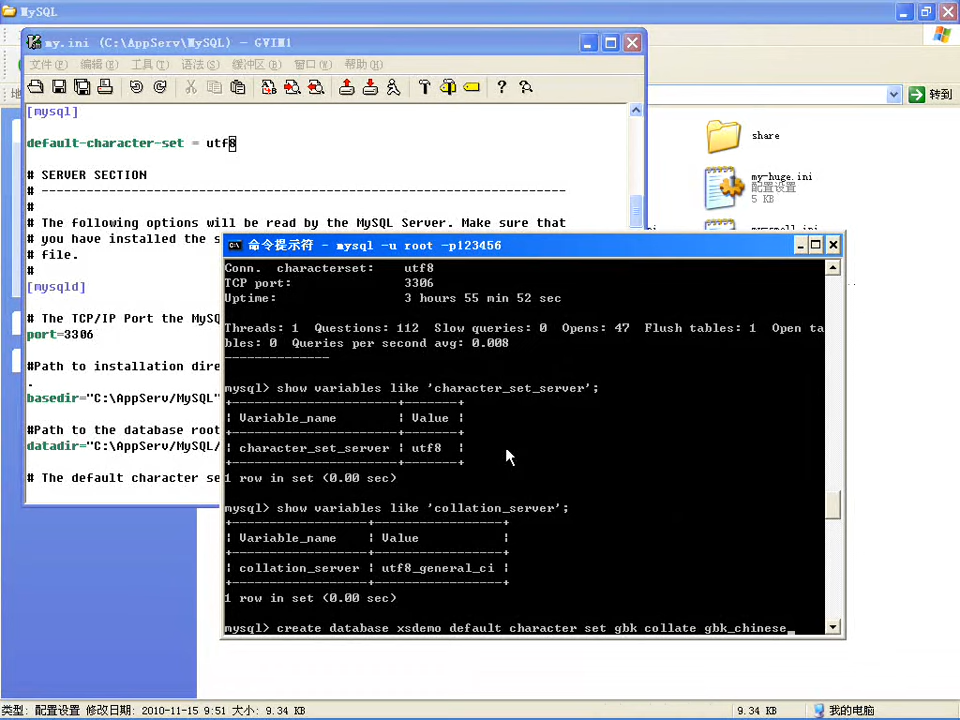 MySQL
my.ini (C:\AppServ\MySQL) - GVIM1
文件(F) 编辑(E) 工具(T) 语法(S) 缓冲区(B) 窗口(W) 帮助(H)
转到
[mysql]
default-character-set = utf8
# SERVER SECTION
# ----------------------------------------------------------------------
#
# The following options will be read by the MySQL Server. Make sure that
# you have installed the s
# file.
#
[mysqld]
# The TCP/IP Port the MySQ
port=3306
#Path to installation dire
.
basedir="C:\AppServ/MySQL"
#Path to the database root
datadir="C:\AppServ/MySQL/
# The default character se
share
my-huge.ini
配置设置
5 KB
命令提示符 - mysql -u root -p123456
Conn.  characterset:    utf8
TCP port:               3306
Uptime:                 3 hours 55 min 52 sec
Threads: 1  Questions: 112  Slow queries: 0  Opens: 47  Flush tables: 1  Open ta
bles: 0  Queries per second avg: 0.008
--------------
mysql> show variables like 'character_set_server';
+----------------------+-------+
| Variable_name        | Value |
+----------------------+-------+
| character_set_server | utf8  |
+----------------------+-------+
1 row in set (0.00 sec)
mysql> show variables like 'collation_server';
+------------------+-----------------+
| Variable_name    | Value           |
+------------------+-----------------+
| collation_server | utf8_general_ci |
+------------------+-----------------+
1 row in set (0.00 sec)
mysql> create database xsdemo default character set gbk collate gbk_chinese_
类型: 配置设置 修改日期: 2010-11-15 9:51 大小: 9.34 KB
9.34 KB
我的电脑